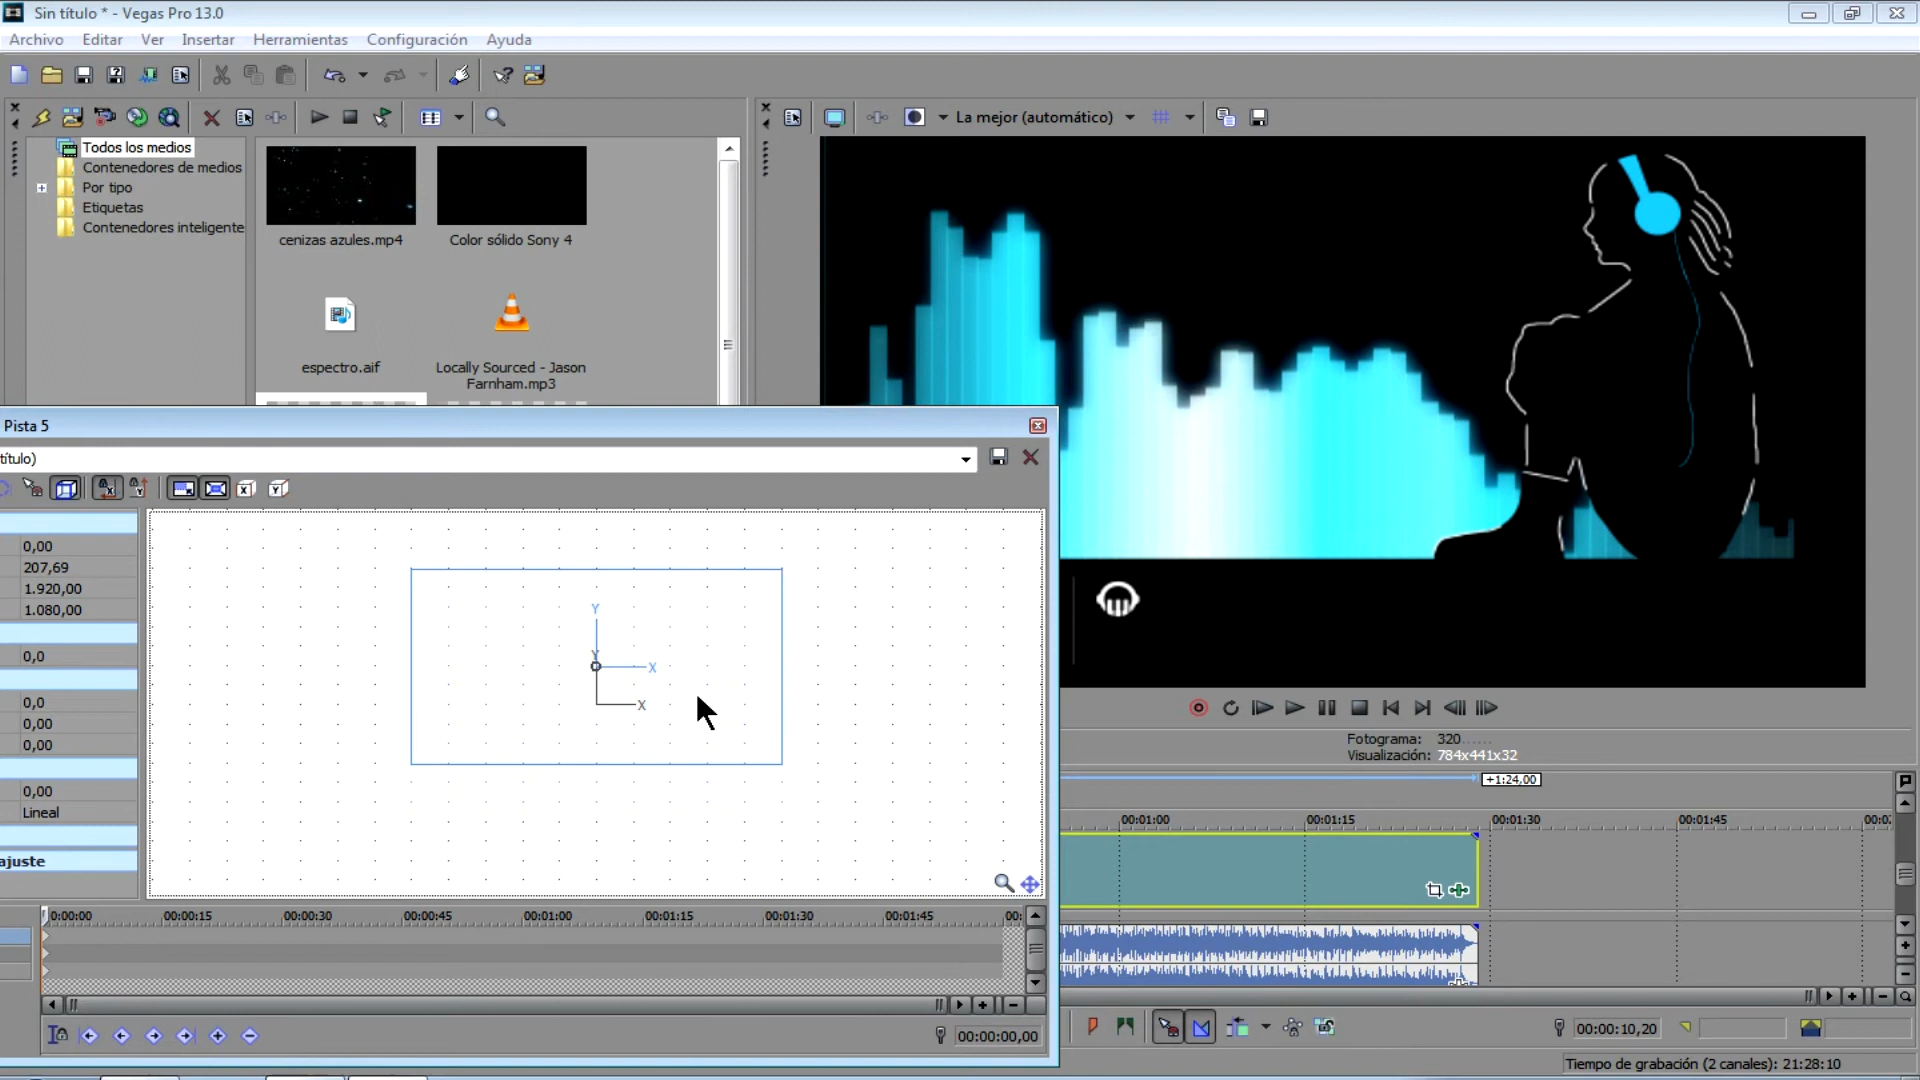 Sin título * - Vegas Pro 13.0
Archivo Editar Ver Insertar Herramientas Configuración Ayuda
La mejor (automático)
Todos los medios
Contenedores de medios
Por tipo
Etiquetas
Contenedores inteligente
cenizas azules.mp4
Color sólido Sony 4
espectro.aif
Locally Sourced - Jason
Farnham.mp3
Pista 5
título)
0,00
207,69
1.920,00
1.080,00
0,0
0,0
0,00
0,00
0,00
Lineal
ajuste
Y
X
Y
X
0:00:00 00:00:15 00:00:30 00:00:45 00:01:00 00:01:15 00:01:30 00:01:45 00:
00:00:00,00
Fotograma: 320
Visualización: 784x441x32
+1:24,00
00:01:00 00:01:15 00:01:30 00:01:45 00:0
00:00:10,20
Tiempo de grabación (2 canales): 21:28:10